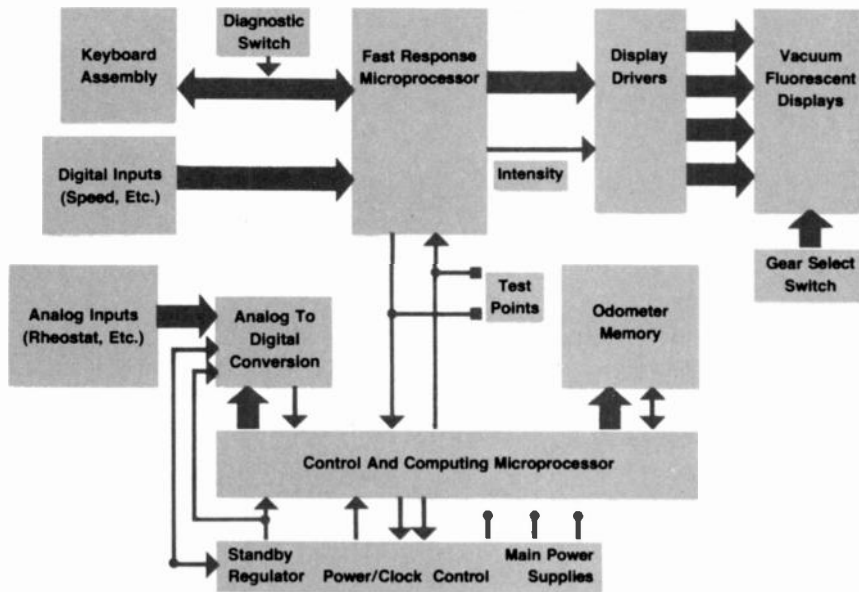 Diagnostic
Switch
Keyboard
Assembly
Fast Response
Microprocessor
Display
Drivers
Vacuum
Fluorescent
Displays
Digital Inputs
(Speed, Etc.)
Intensity
Gear Select
Switch
Analog Inputs
(Rheostat, Etc.)
Analog To
Digital
Conversion
Test
Points
Odometer
Memory
Control And Computing Microprocessor
Standby
Regulator
Power/Clock Control
Main Power
Supplies